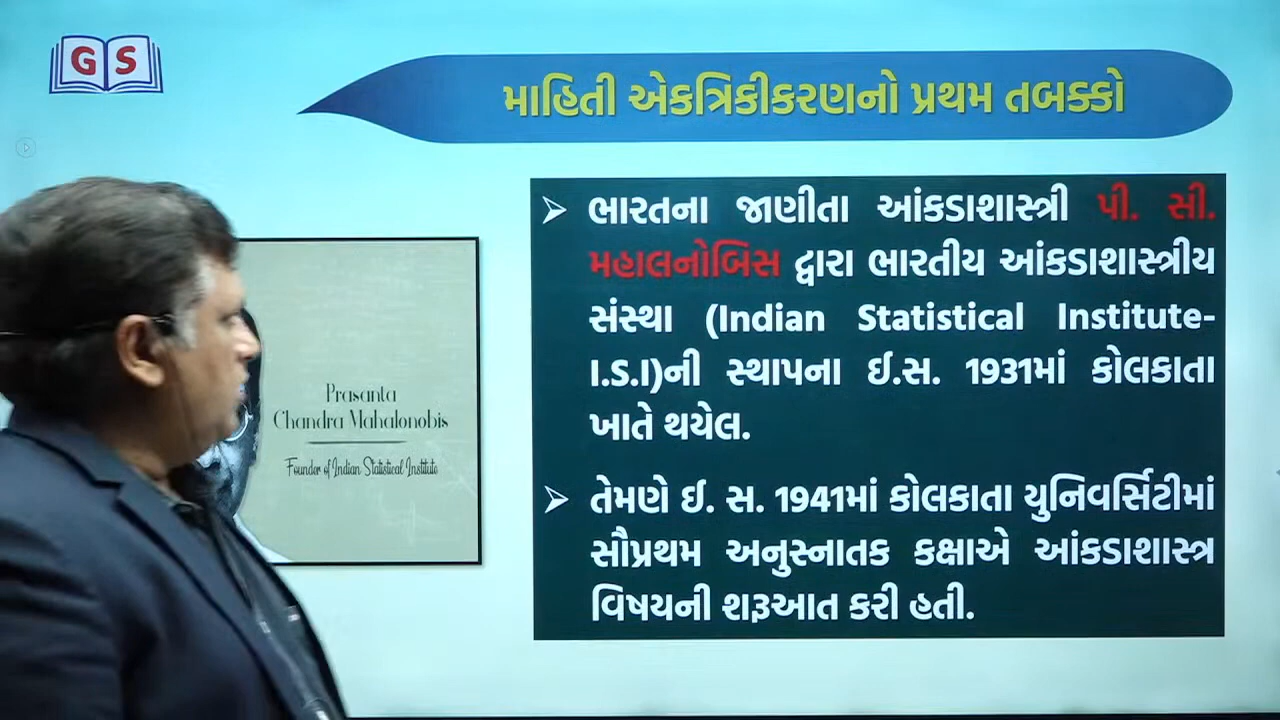 GS
માહિતી એકત્રિકીકરણનો પ્રથમ તબક્કો
ભારતના જાણીતા આંકડાશાસ્ત્રી પી. સી.
મહાલનોબિસ દ્વારા ભારતીય આંકડાશાસ્ત્રીય
સંસ્થા (Indian Statistical Institute-
I.S.I)ની સ્થાપના ઈ.સ. 1931માં કોલકાતા
ખાતે થયેલ.
તેમણે ઈ. સ. 1941માં કોલકાતા યુનિવર્સિટીમાં
સૌપ્રથમ અનુસ્નાતક કક્ષાએ આંકડાશાસ્ત્ર
વિષયની શરૂઆત કરી હતી.
Prasanta
Chandra Mahalonobis
Founder of Indian Statistical Institute